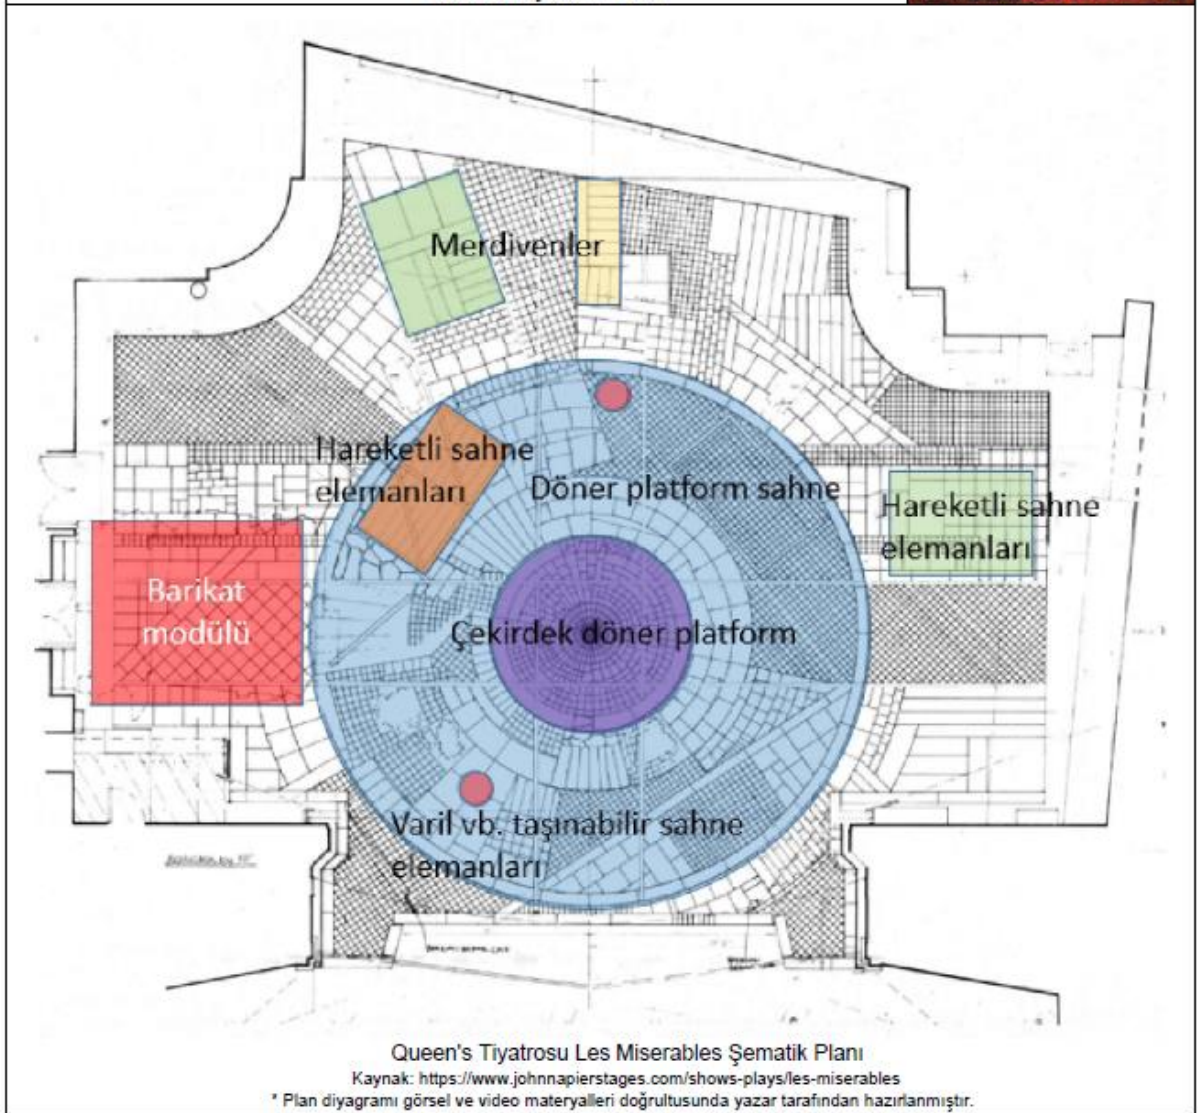 Merdivenler
Hareketli sahne
elemanları
Döner platform sahne
Hareketli sahne
elemanları
Barikat
modülü
Çekirdek döner platform
Varil vb. taşınabilir sahne
elemanları
Queen's Tiyatrosu Les Miserables Şematik Planı
Kaynak: https://www.johnnapierstages.com/shows-plays/les-miserables
* Plan diyagramı görsel ve video materyalleri doğrultusunda yazar tarafından hazırlanmıştır.